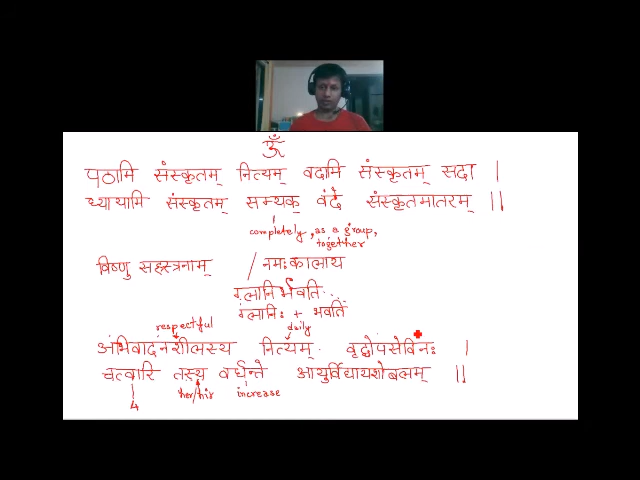 ॐ
पठामि संस्कृतम् नित्यम् वदामि संस्कृतम् सदा |
ध्यायामि संस्कृतम् सम्यक् वंदे संस्कृतमातरम् ||
completely, as a group,
together
विष्णु सहस्त्रनाम् / नमः कालाय
ग्लानिर्भवति...
ग्लानिः + भवति
respectful daily
अभिवादनशीलस्य नित्यम् वृद्धोपसेविनः |
चत्वारि तस्य वर्धन्ते आयुर्विद्यायशोबलम् ||
4 her/his increase